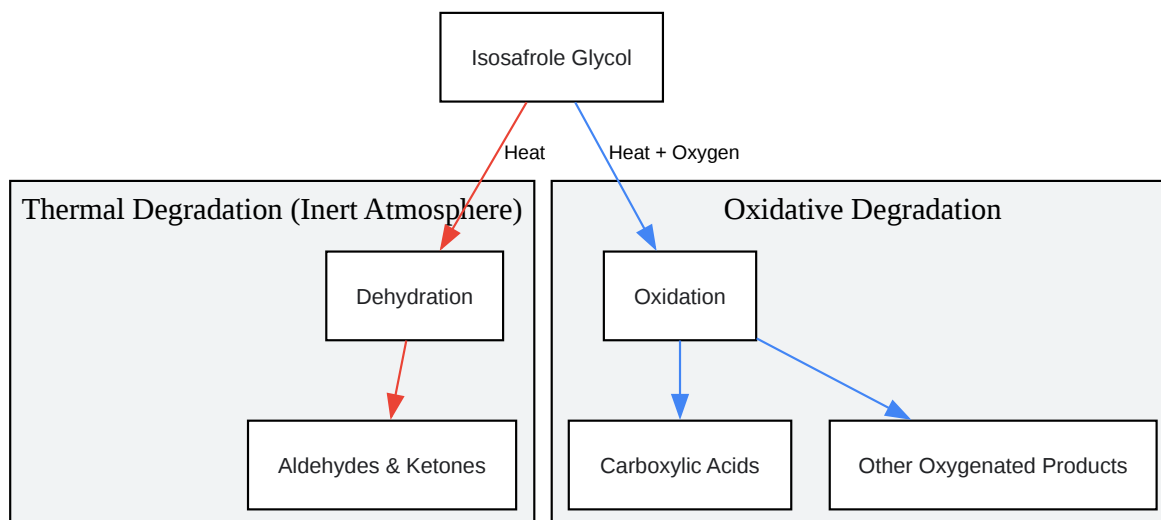 Isosafrole Glycol
Heat
Heat + Oxygen
Thermal Degradation (Inert Atmosphere)
Oxidative Degradation
Dehydration
Oxidation
Aldehydes & Ketones
Carboxylic Acids
Other Oxygenated Products